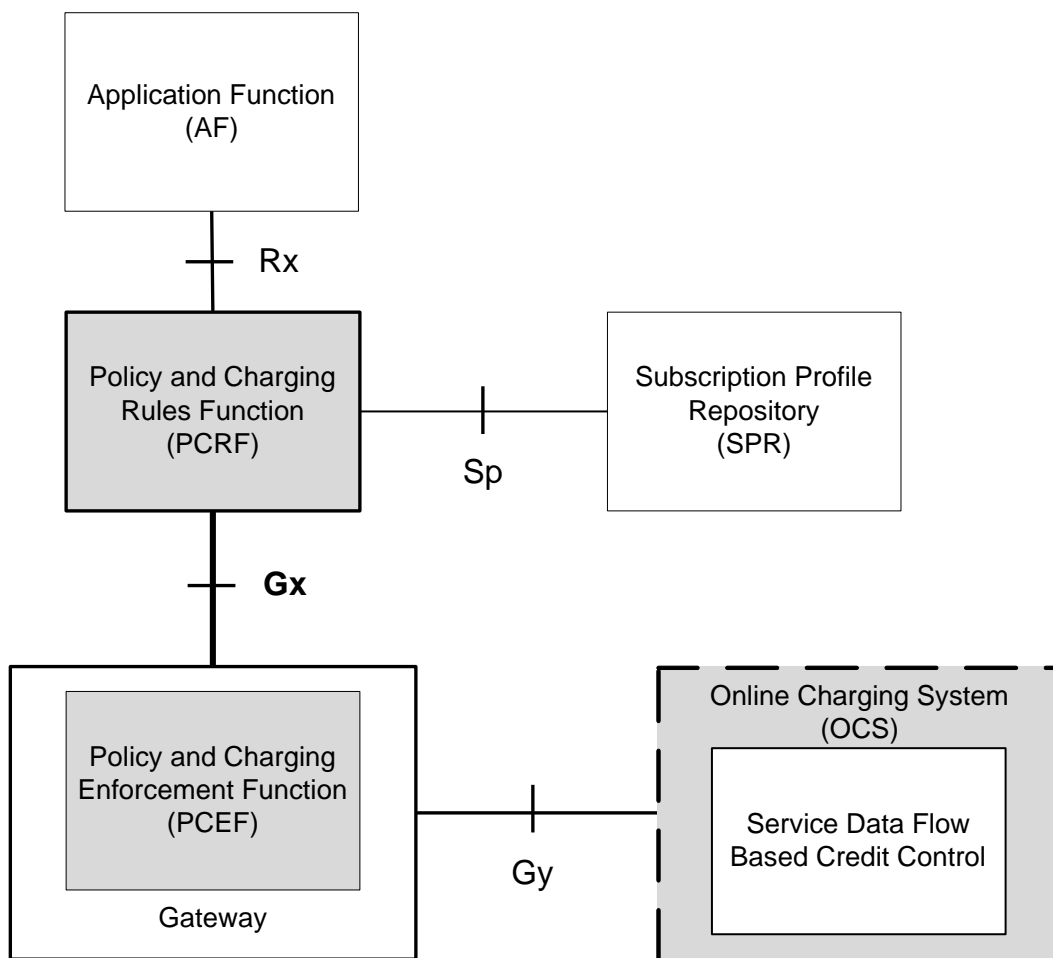 Application Function
(AF)
Rx
Policy and Charging
Rules Function
(PCRF)
Subscription Profile
Repository
(SPR)
Sp
Gx
Policy and Charging
Enforcement Function
(PCEF)
Gateway
Gy
Online Charging System
(OCS)
Service Data Flow
Based Credit Control